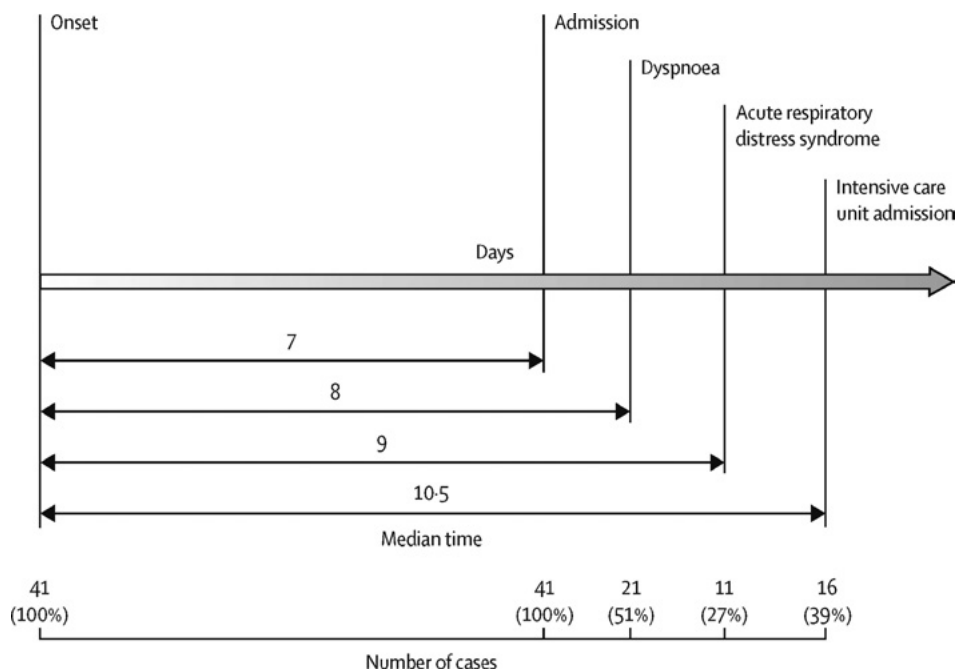 Onset
Admission
Dyspnoea
Acute respiratory
distress syndrome
Intensive care
unit admission
Days
7
8
9
10·5
Median time
41 41 21 11 16
(100%) (100%) (51%) (27%) (39%)
Number of cases